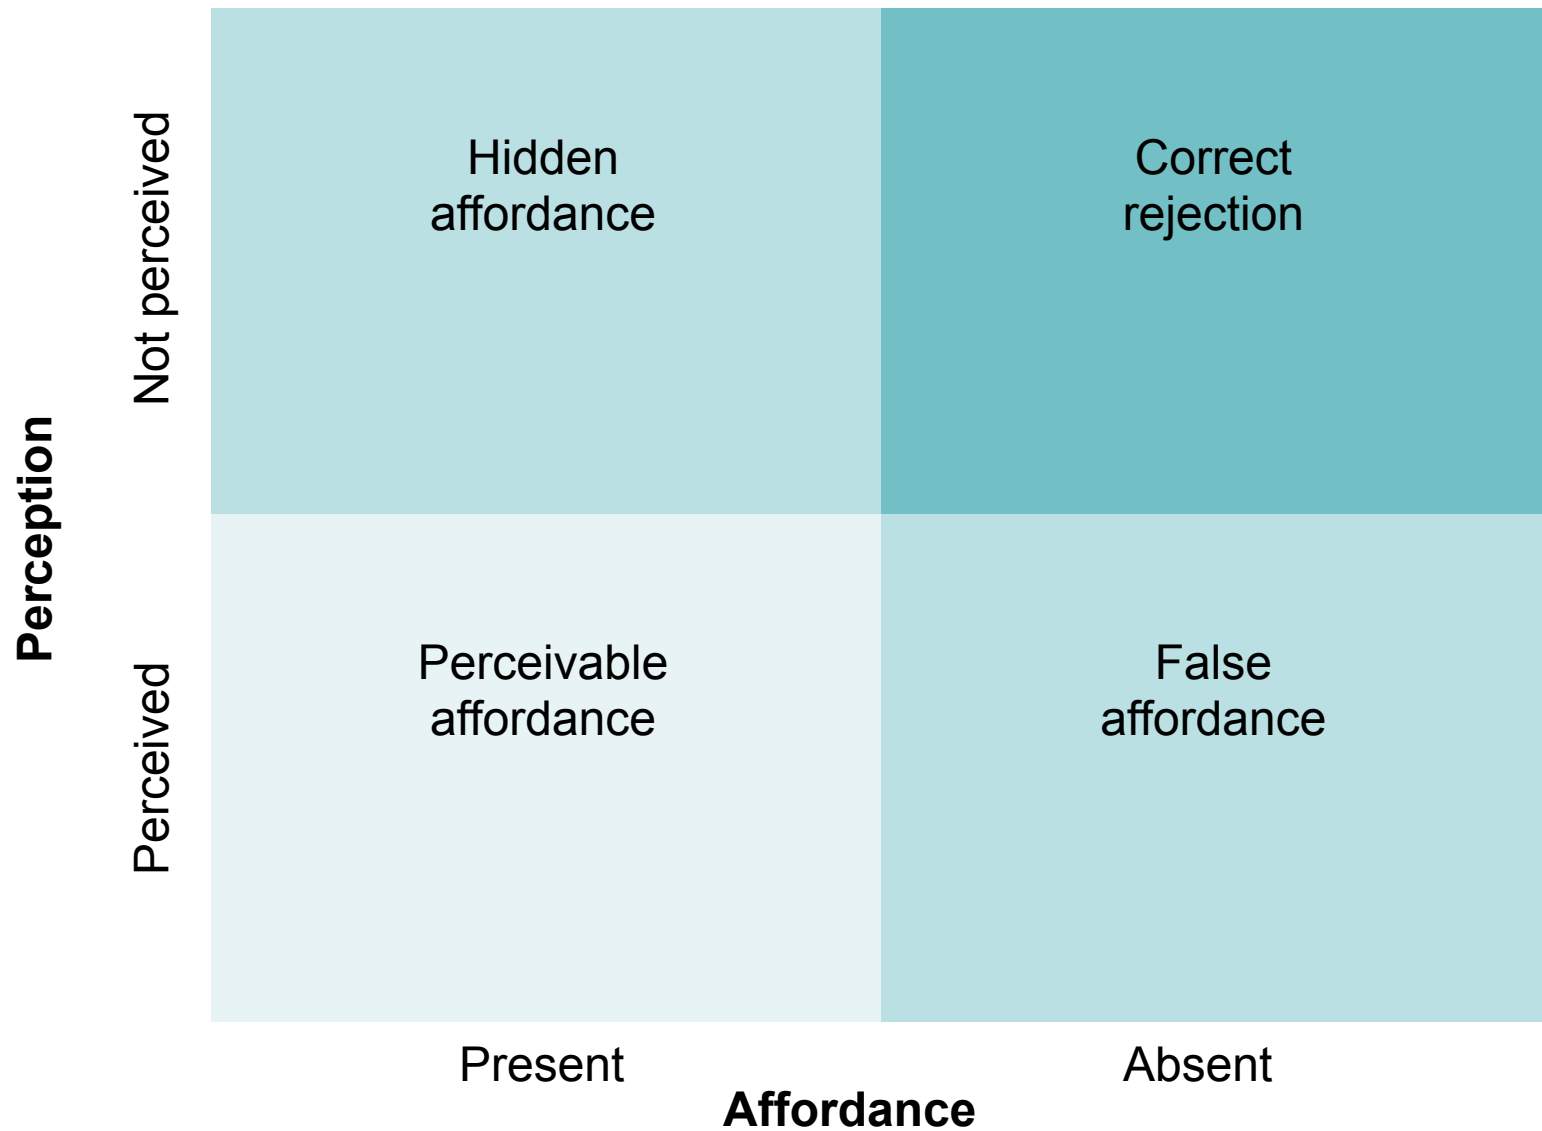 Perception
Not perceived
Hidden
affordance
Correct
rejection
Perceived
Perceivable
affordance
False
affordance
Present
Absent
Affordance